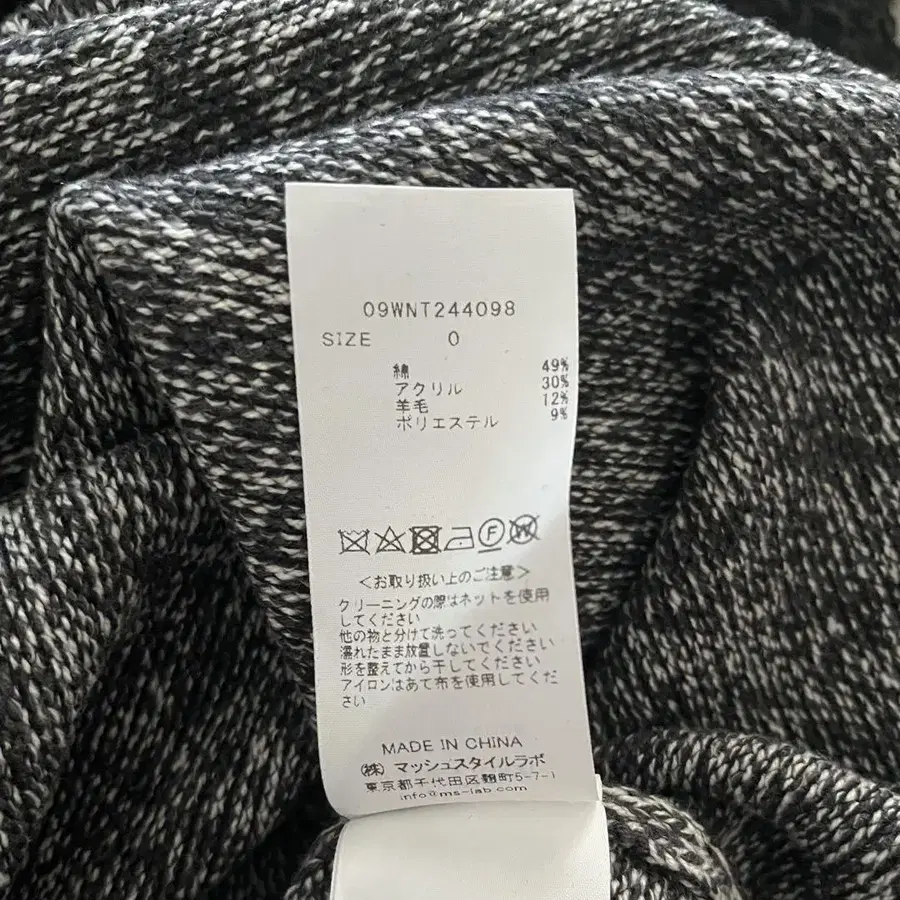 09WNT244098
SIZE 0
綿 49%
アクリル 30%
羊毛 12%
ポリエステル 9%
F W
＜お取り扱い上のご注意＞
クリーニングの際はネットを使用
してください
他の物と分けて洗ってください
濡れたまま放置しないでください
形を整えてから干してください
アイロンはあて布を使用してくだ
さい
MADE IN CHINA
㈱ マッシュスタイルラボ
東京都千代田区麹町5-7-1
info@ms-lab.com